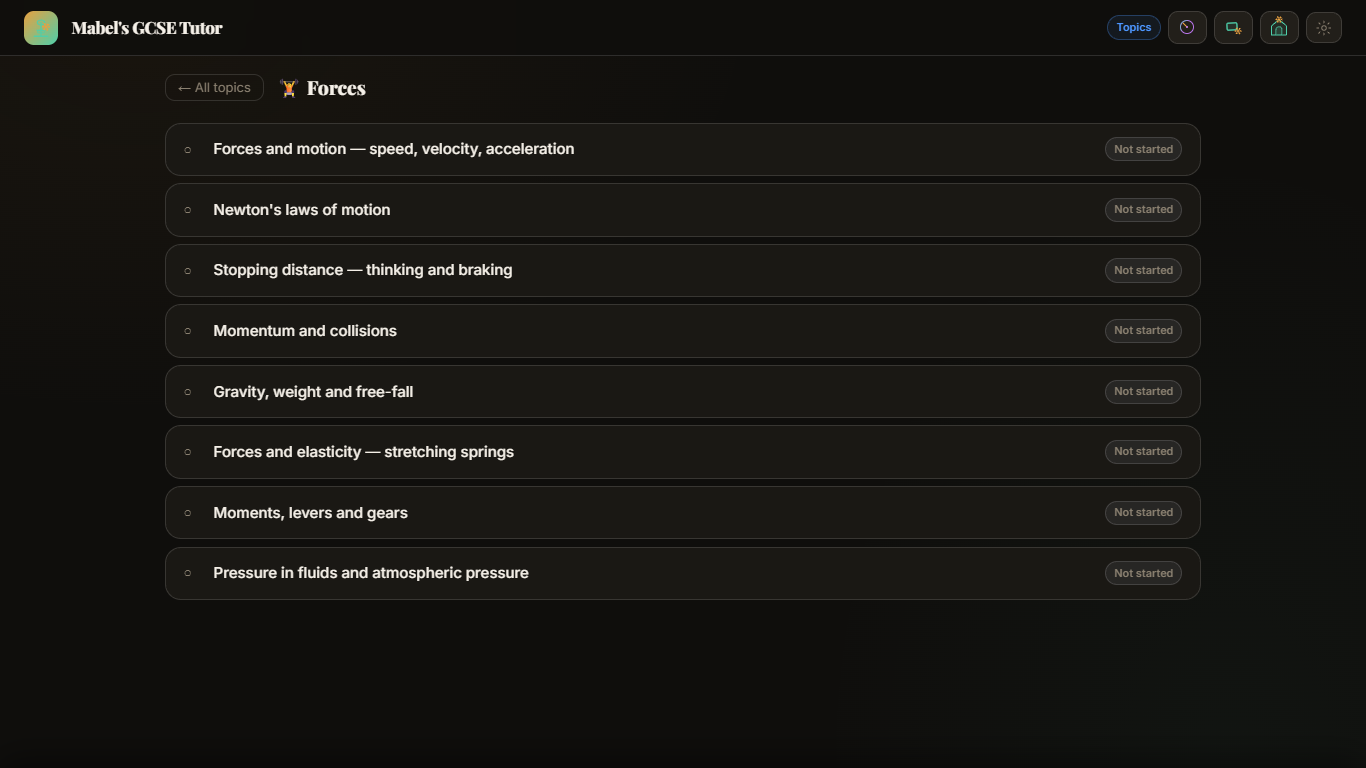 Mabel's GCSE Tutor
Topics
← All topics
Forces
Forces and motion — speed, velocity, acceleration
Not started
Newton's laws of motion
Not started
Stopping distance — thinking and braking
Not started
Momentum and collisions
Not started
Gravity, weight and free-fall
Not started
Forces and elasticity — stretching springs
Not started
Moments, levers and gears
Not started
Pressure in fluids and atmospheric pressure
Not started